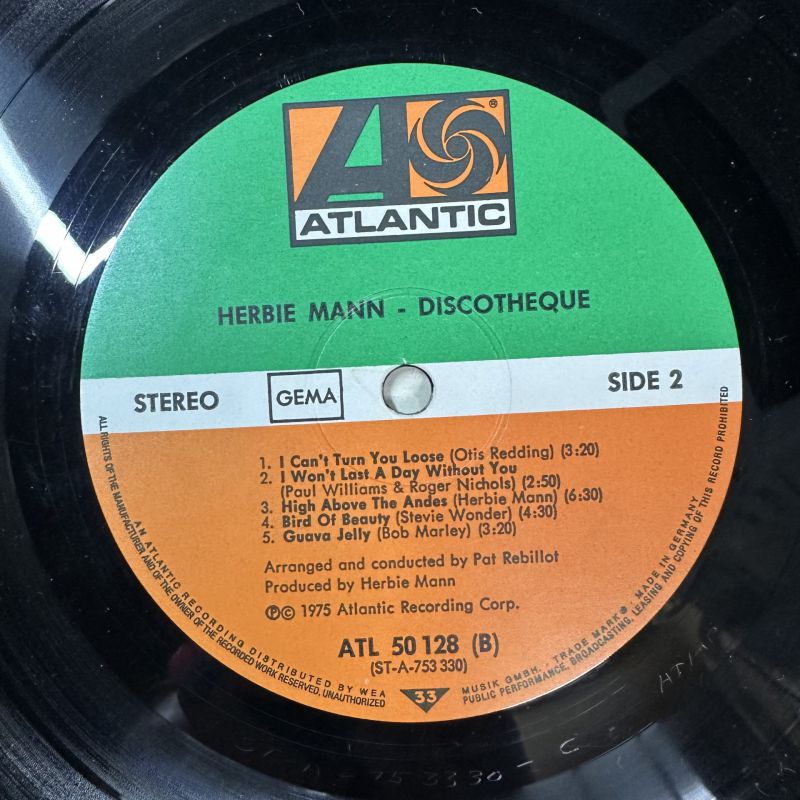 ®
ATLANTIC
HERBIE MANN - DISCOTHEQUE
STEREO
GEMA
SIDE 2
1. I Can't Turn You Loose (Otis Redding) (3:20)
2. I Won't Last A Day Without You
(Paul Williams & Roger Nichols) (2:50)
3. High Above The Andes (Herbie Mann) (6:30)
4. Bird Of Beauty (Stevie Wonder) (4:30)
5. Guava Jelly (Bob Marley) (3:20)
Arranged and conducted by Pat Rebillot
Produced by Herbie Mann
℗© 1975 Atlantic Recording Corp.
ATL 50 128 (B)
(ST-A-753 330)
33
AN ATLANTIC RECORDING DISTRIBUTED BY WEA MUSIK GMBH. · TRADE MARK ® · MADE IN GERMANY
ALL RIGHTS OF THE MANUFACTURER AND OF THE OWNER OF THE RECORDED WORK RESERVED, UNAUTHORIZED PUBLIC PERFORMANCE, BROADCASTING, LEASING AND COPYING OF THIS RECORD PROHIBITED